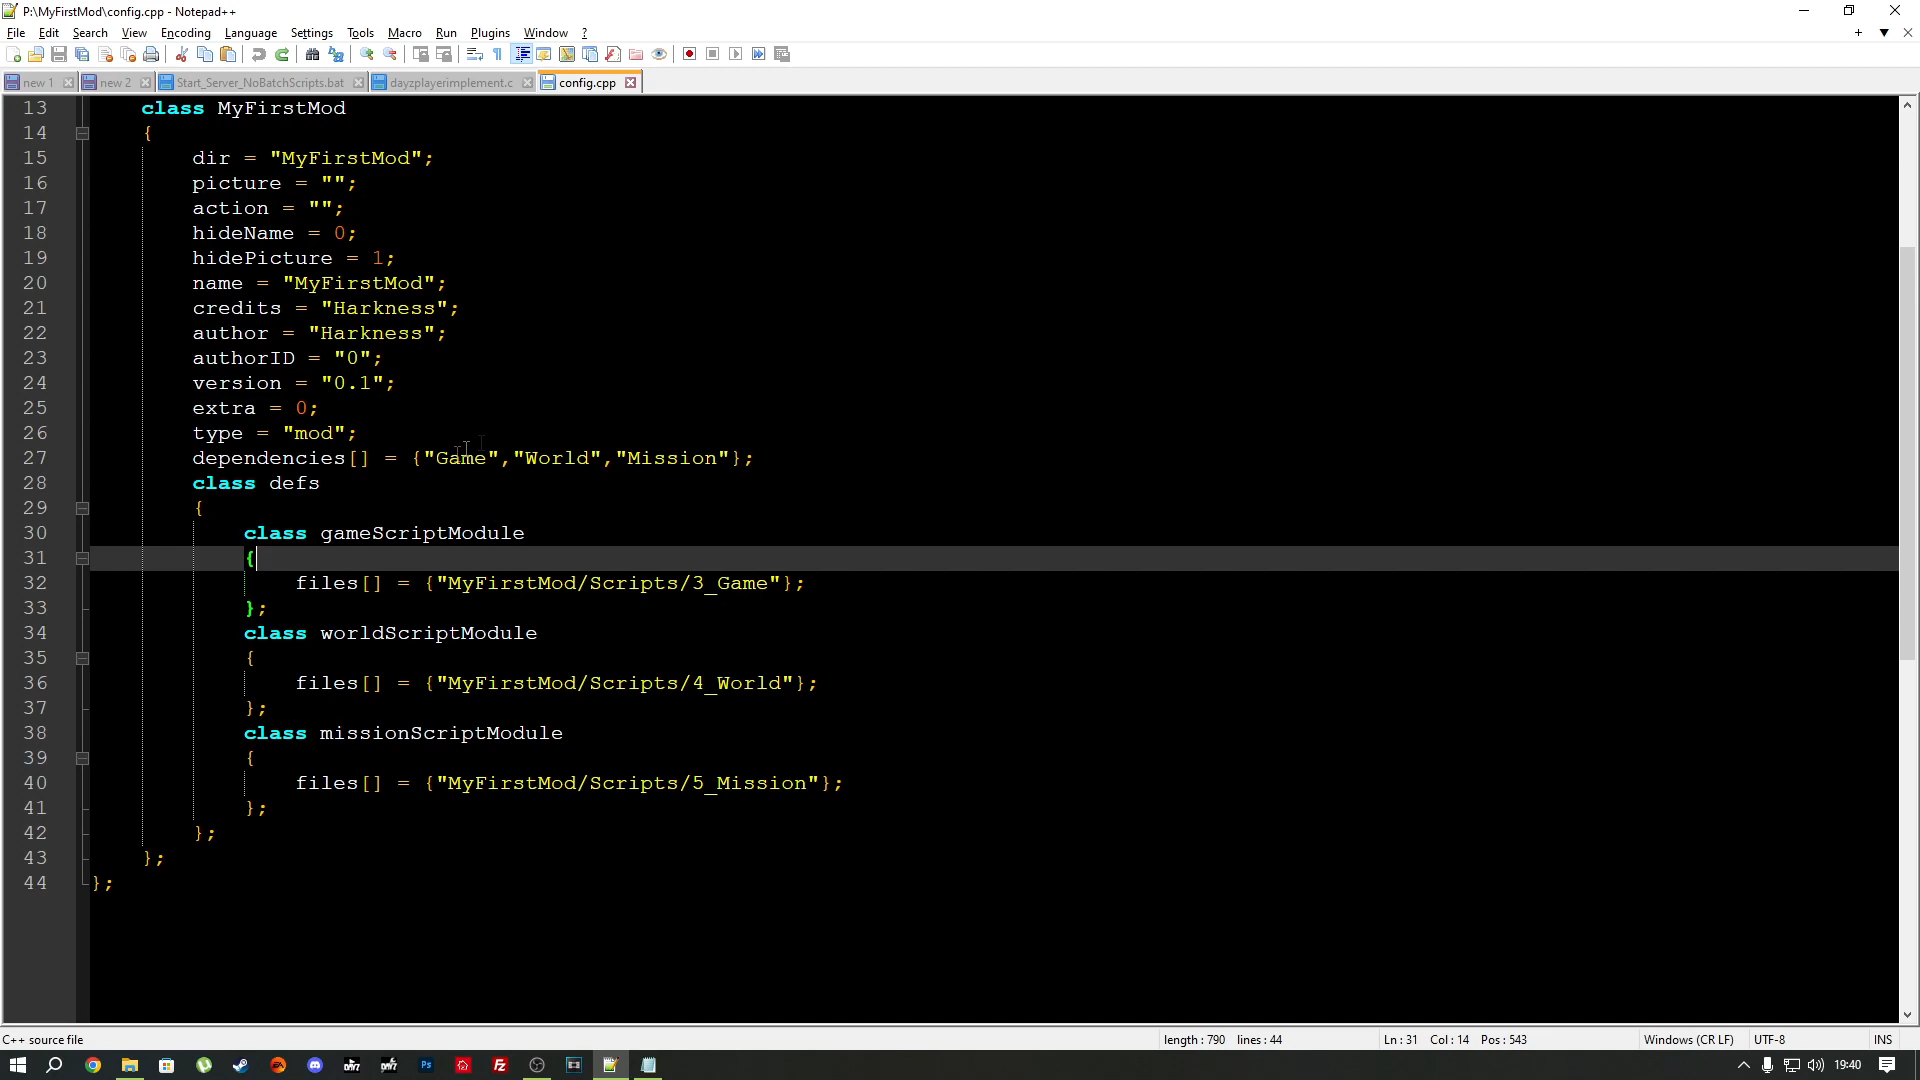 P:\MyFirstMod\config.cpp - Notepad++
File Edit Search View Encoding Language Settings Tools Macro Run Plugins Window ?
new 1 new 2 Start_Server_NoBatchScripts.bat dayzplayerimplement.c config.cpp
13 class MyFirstMod
14 {
15 dir = "MyFirstMod";
16 picture = "";
17 action = "";
18 hideName = 0;
19 hidePicture = 1;
20 name = "MyFirstMod";
21 credits = "Harkness";
22 author = "Harkness";
23 authorID = "0";
24 version = "0.1";
25 extra = 0;
26 type = "mod";
27 dependencies[] = {"Game","World","Mission"};
28 class defs
29 {
30 class gameScriptModule
31 {
32 files[] = {"MyFirstMod/Scripts/3_Game"};
33 };
34 class worldScriptModule
35 {
36 files[] = {"MyFirstMod/Scripts/4_World"};
37 };
38 class missionScriptModule
39 {
40 files[] = {"MyFirstMod/Scripts/5_Mission"};
41 };
42 };
43 };
44 };
C++ source file length : 790 lines : 44 Ln : 31 Col : 14 Pos : 543 Windows (CR LF) UTF-8 INS
Ps Fz 19:40